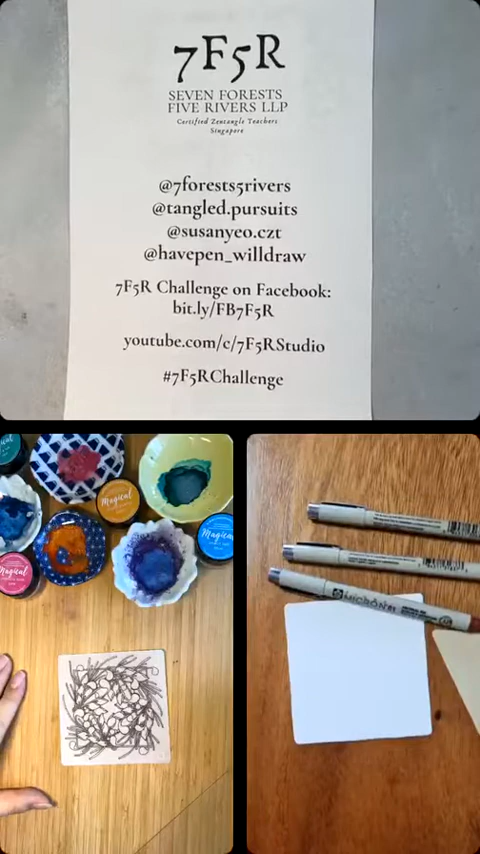 7F5R
SEVEN FORESTS
FIVE RIVERS LLP
Certified Zentangle Teachers
Singapore
@7forests5rivers
@tangled.pursuits
@susanyeo.czt
@havepen_willdraw
7F5R Challenge on Facebook:
bit.ly/FB7F5R
youtube.com/c/7F5RStudio
#7F5RChallenge
Magical
Magical
MICRON